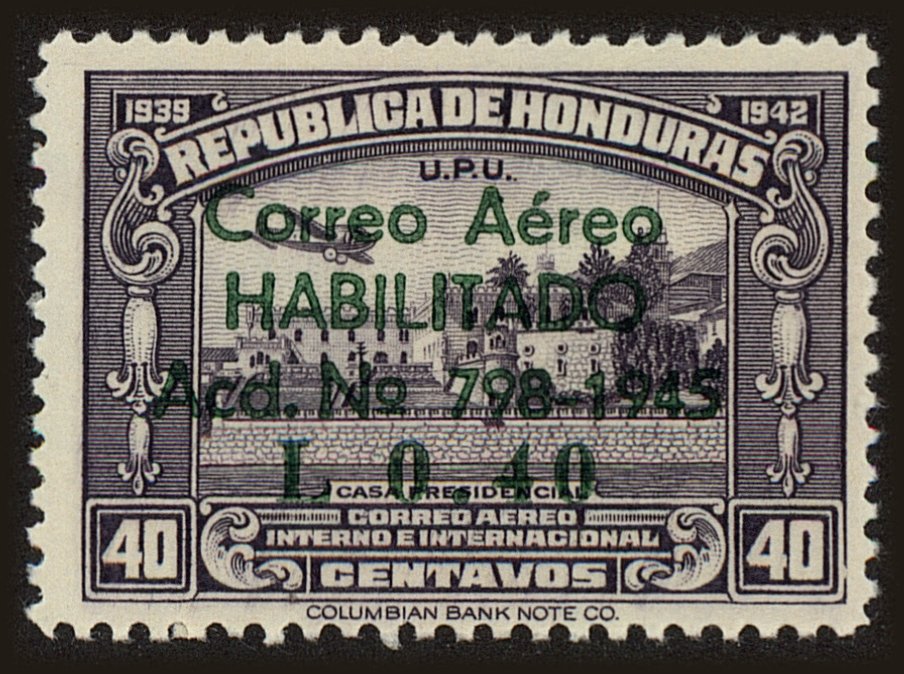 1939 1942
REPUBLICA DE HONDURAS
U.P.U.
Correo Aéreo
HABILITADO
Acd. Nº 798-1945
L 0.40
CASA PRESIDENCIAL
CORREO AEREO
INTERNO E INTERNACIONAL
40 CENTAVOS 40
COLUMBIAN BANK NOTE CO.